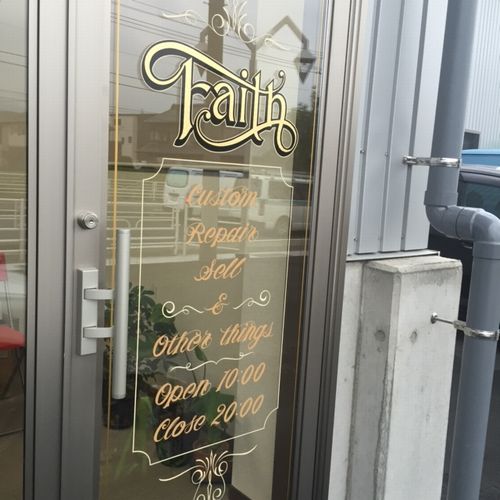 Faith
Custom
Repair
Sell
&
Other things
Open 10:00
Close 20:00